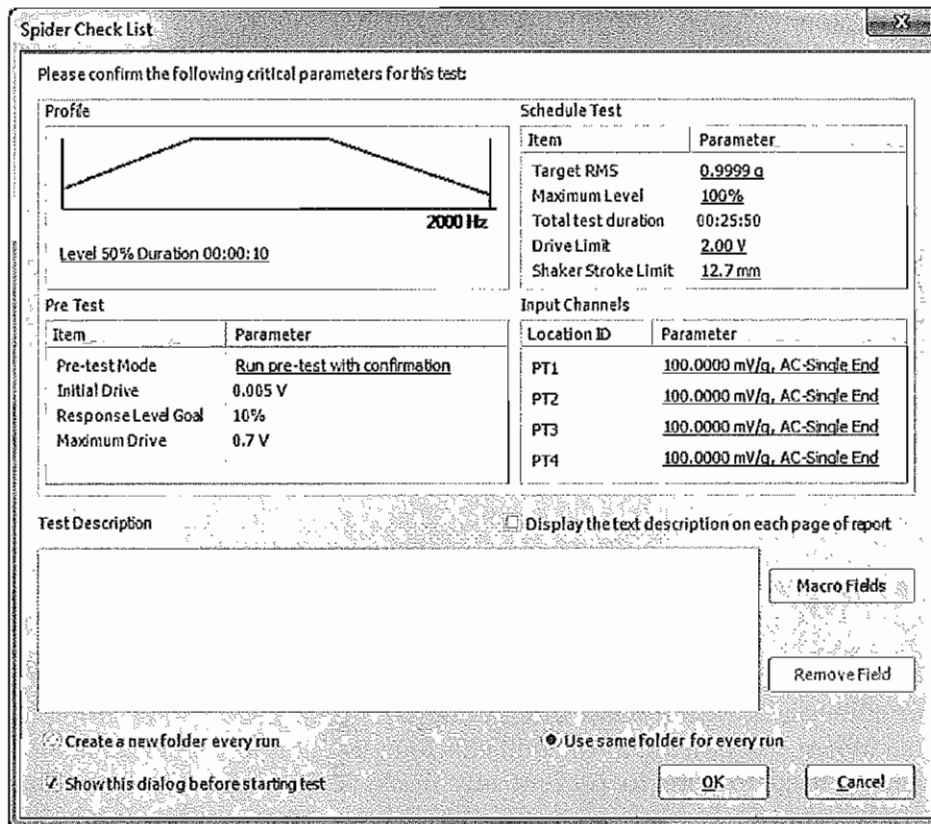 Spider Check List
X
Please confirm the following critical parameters for this test:
Profile
2000 Hz
Level 50% Duration 00:00:10
Schedule Test
Item Parameter
Target RMS 0.9999 g
Maximum Level 100%
Total test duration 00:25:50
Drive Limit 2.00 V
Shaker Stroke Limit 12.7 mm
Pre Test
Item Parameter
Pre-test Mode Run pre-test with confirmation
Initial Drive 0.005 V
Response Level Goal 10%
Maximum Drive 0.7 V
Input Channels
Location ID Parameter
PT1 100.0000 mV/g, AC-Single End
PT2 100.0000 mV/g, AC-Single End
PT3 100.0000 mV/g, AC-Single End
PT4 100.0000 mV/g, AC-Single End
Test Description
Display the text description on each page of report
Macro Fields
Remove Field
Create a new folder every run
Use same folder for every run
Show this dialog before starting test
OK
Cancel